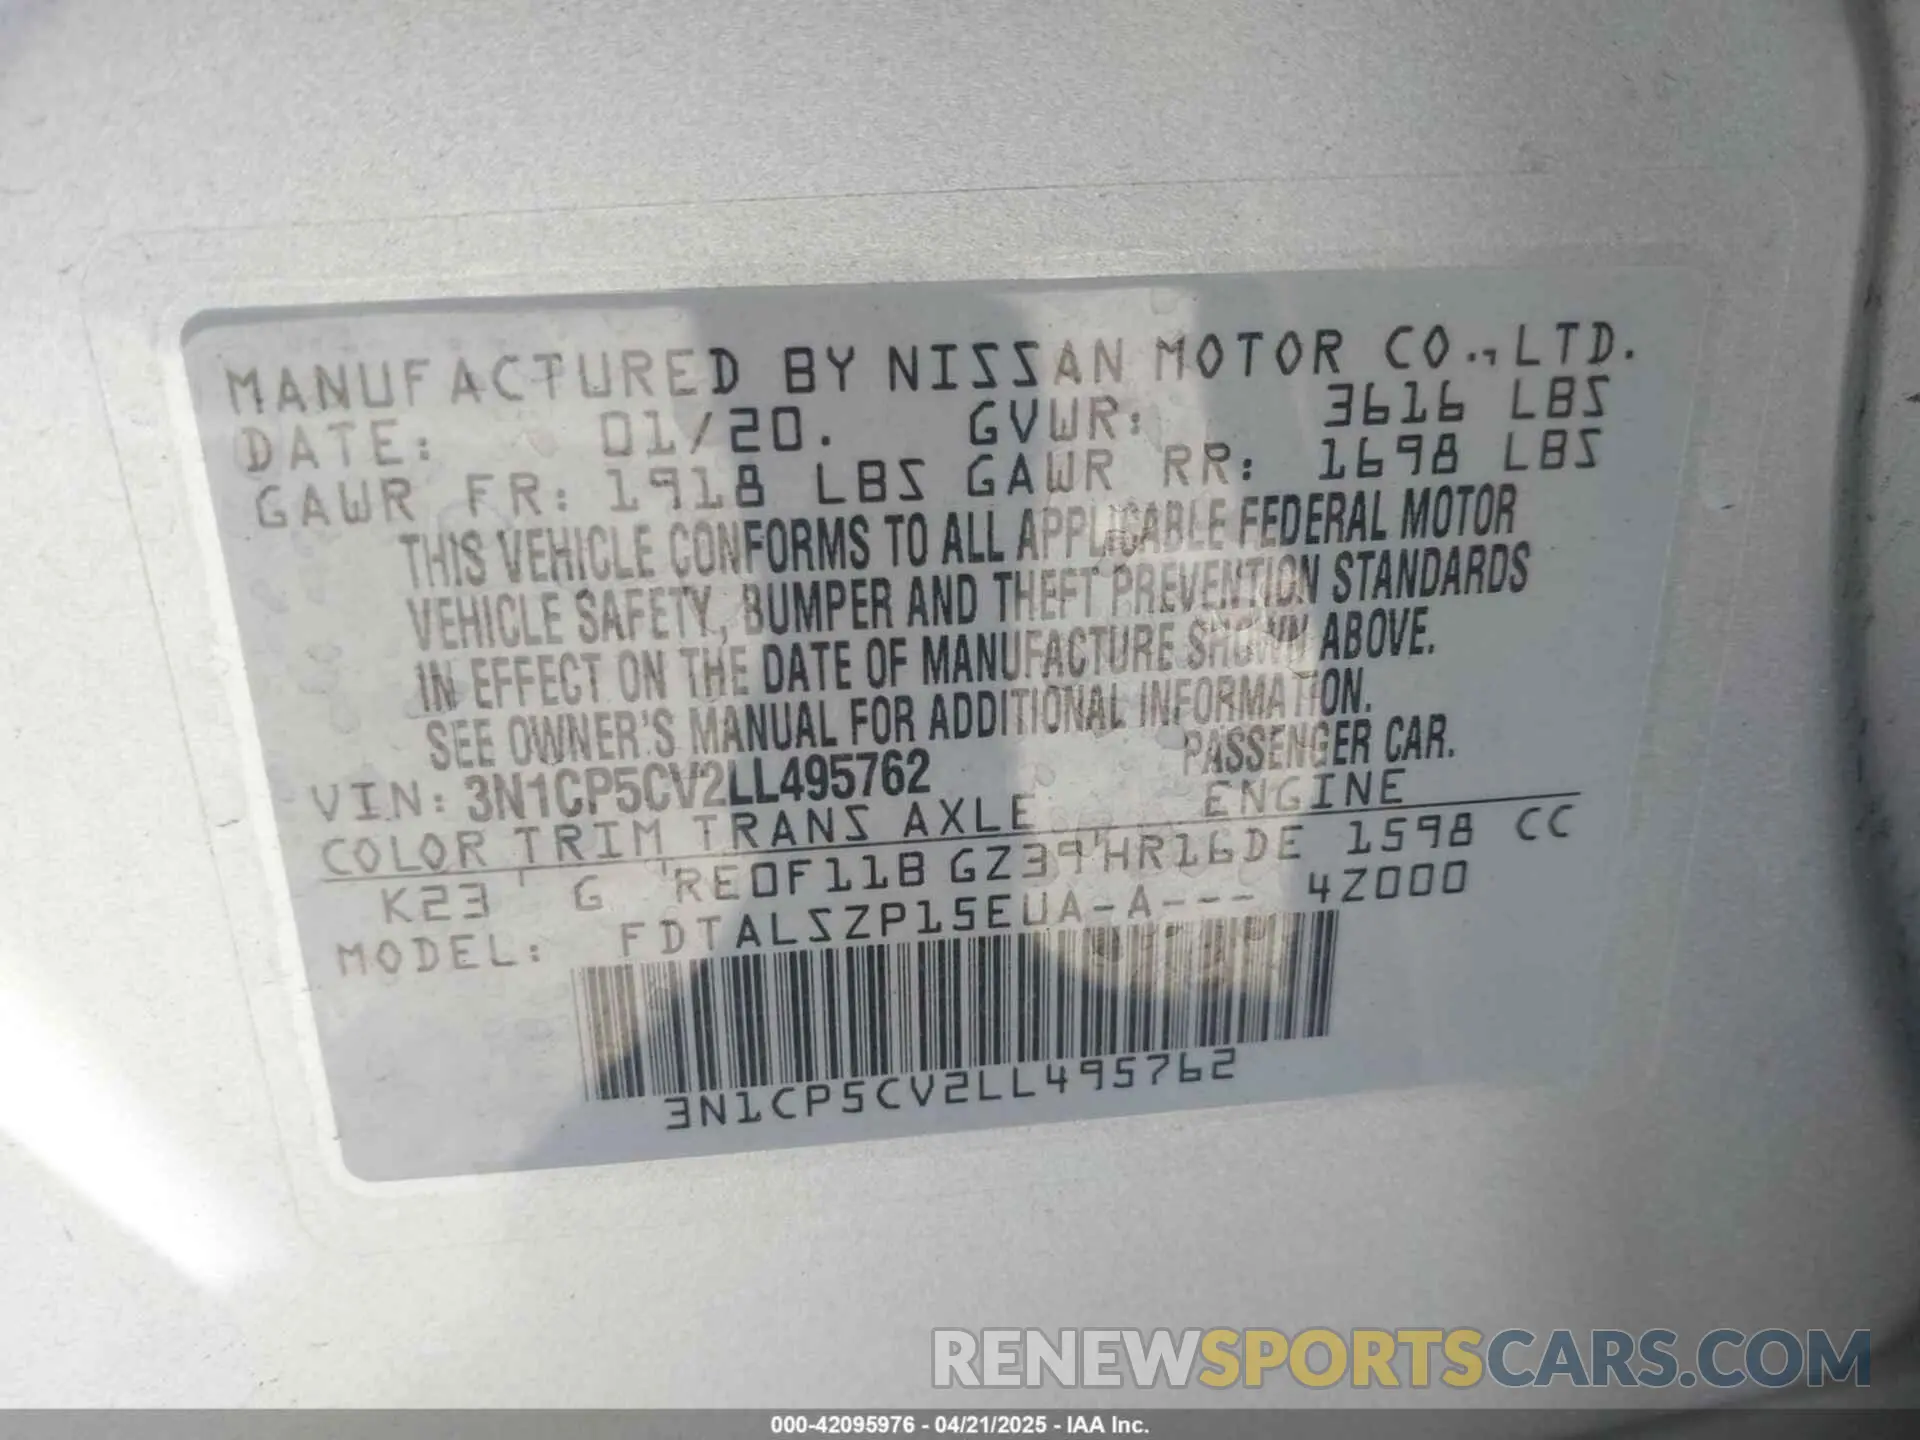 MANUFACTURED BY NISSAN MOTOR CO., LTD.
DATE: 01/20. GVWR: 3616 LBS
GAWR FR: 1918 LBS GAWR RR: 1698 LBS
THIS VEHICLE CONFORMS TO ALL APPLICABLE FEDERAL MOTOR
VEHICLE SAFETY, BUMPER AND THEFT PREVENTION STANDARDS
IN EFFECT ON THE DATE OF MANUFACTURE SHOWN ABOVE.
SEE OWNER'S MANUAL FOR ADDITIONAL INFORMATION.
VIN: 3N1CP5CV2LL495762 PASSENGER CAR.
COLOR TRIM TRANS AXLE ENGINE
K23 ' G 'RE0F11B GZ39'HR16DE 1598 CC
MODEL: FDTALSZP15EUA-A--- 4Z000
3N1CP5CV2LL495762
RENEWSPORTSCARS.COM
000-42095976 - 04/21/2025 - IAA Inc.